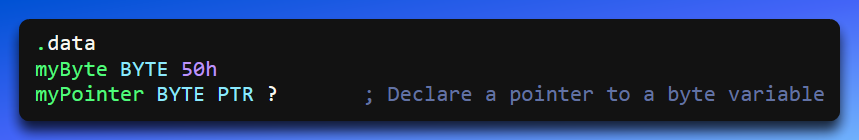 .data
myByte BYTE 50h
myPointer BYTE PTR ?       ; Declare a pointer to a byte variable